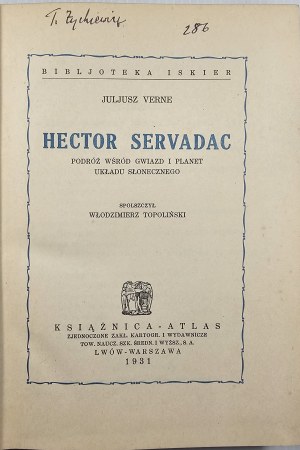 T. Żychiewicz
286
BIBLJOTEKA ISKIER
JULJUSZ VERNE
HECTOR SERVADAC
PODRÓŻ WŚRÓD GWIAZD I PLANET
UKŁADU SŁONECZNEGO
SPOLSZCZYŁ
WŁODZIMIERZ TOPOLIŃSKI
KSIĄŻNICA-ATLAS
ZJEDNOCZONE ZAKŁ. KARTOGR. I WYDAWNICZE
TOW. NAUCZ. SZK. ŚREDN. I WYŻSZ., S. A.
LWÓW-WARSZAWA
1931